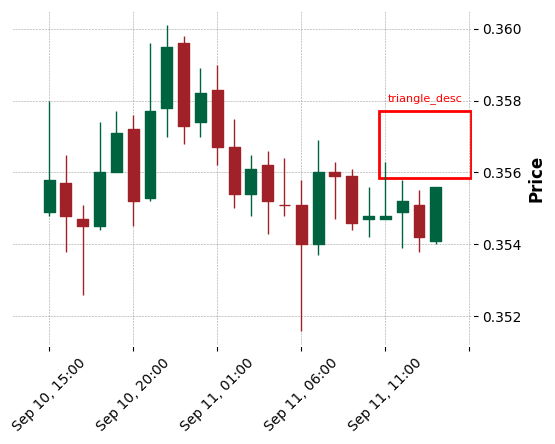 0.360
0.358
0.356
0.354
0.352
triangle_desc
Price
Sep 10, 15:00
Sep 10, 20:00
Sep 11, 01:00
Sep 11, 06:00
Sep 11, 11:00